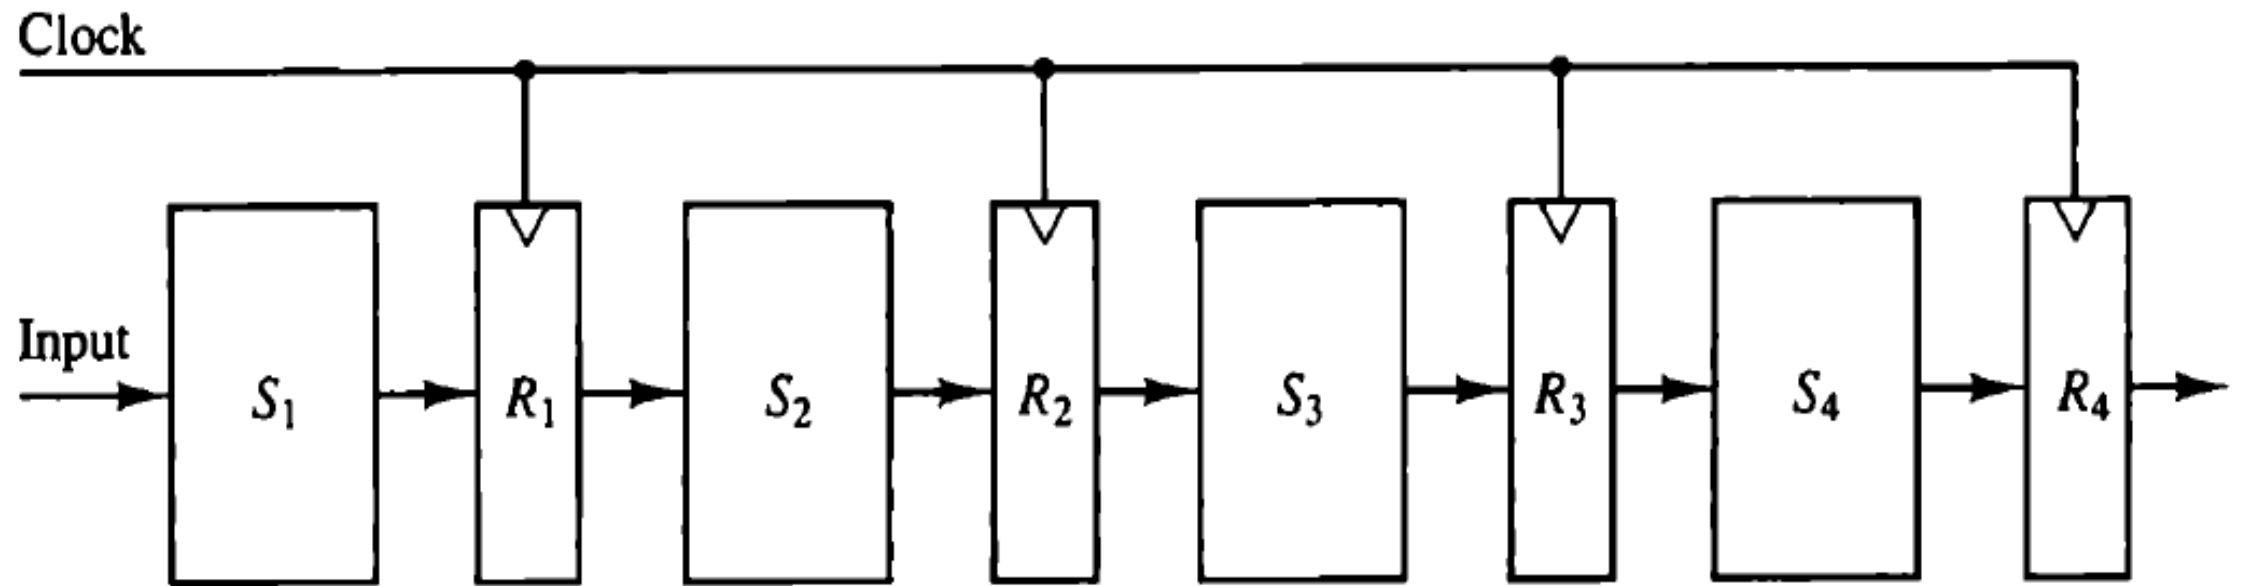 Clock
Input
S₁
R₁
S₂
R₂
S₃
R₃
S₄
R₄